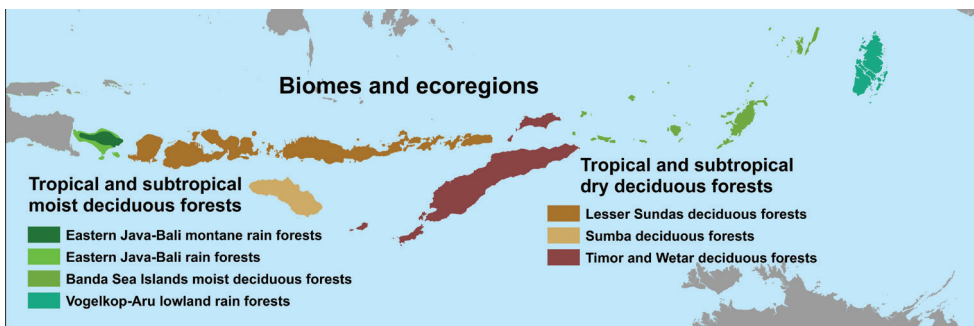 Biomes and ecoregions
Tropical and subtropical
moist deciduous forests
Eastern Java-Bali montane rain forests
Eastern Java-Bali rain forests
Banda Sea Islands moist deciduous forests
Vogelkop-Aru lowland rain forests
Tropical and subtropical
dry deciduous forests
Lesser Sundas deciduous forests
Sumba deciduous forests
Timor and Wetar deciduous forests